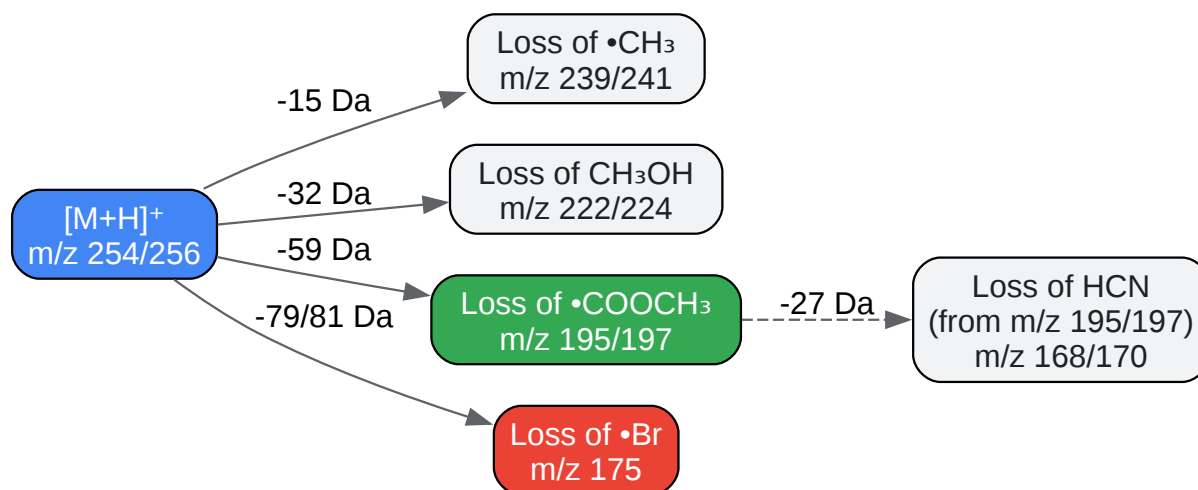 Loss of •CH₃
m/z 239/241
-15 Da
Loss of CH₃OH
m/z 222/224
-32 Da
[M+H]⁺
m/z 254/256
-59 Da
Loss of •COOCH₃
m/z 195/197
-27 Da
Loss of HCN
(from m/z 195/197)
m/z 168/170
-79/81 Da
Loss of •Br
m/z 175